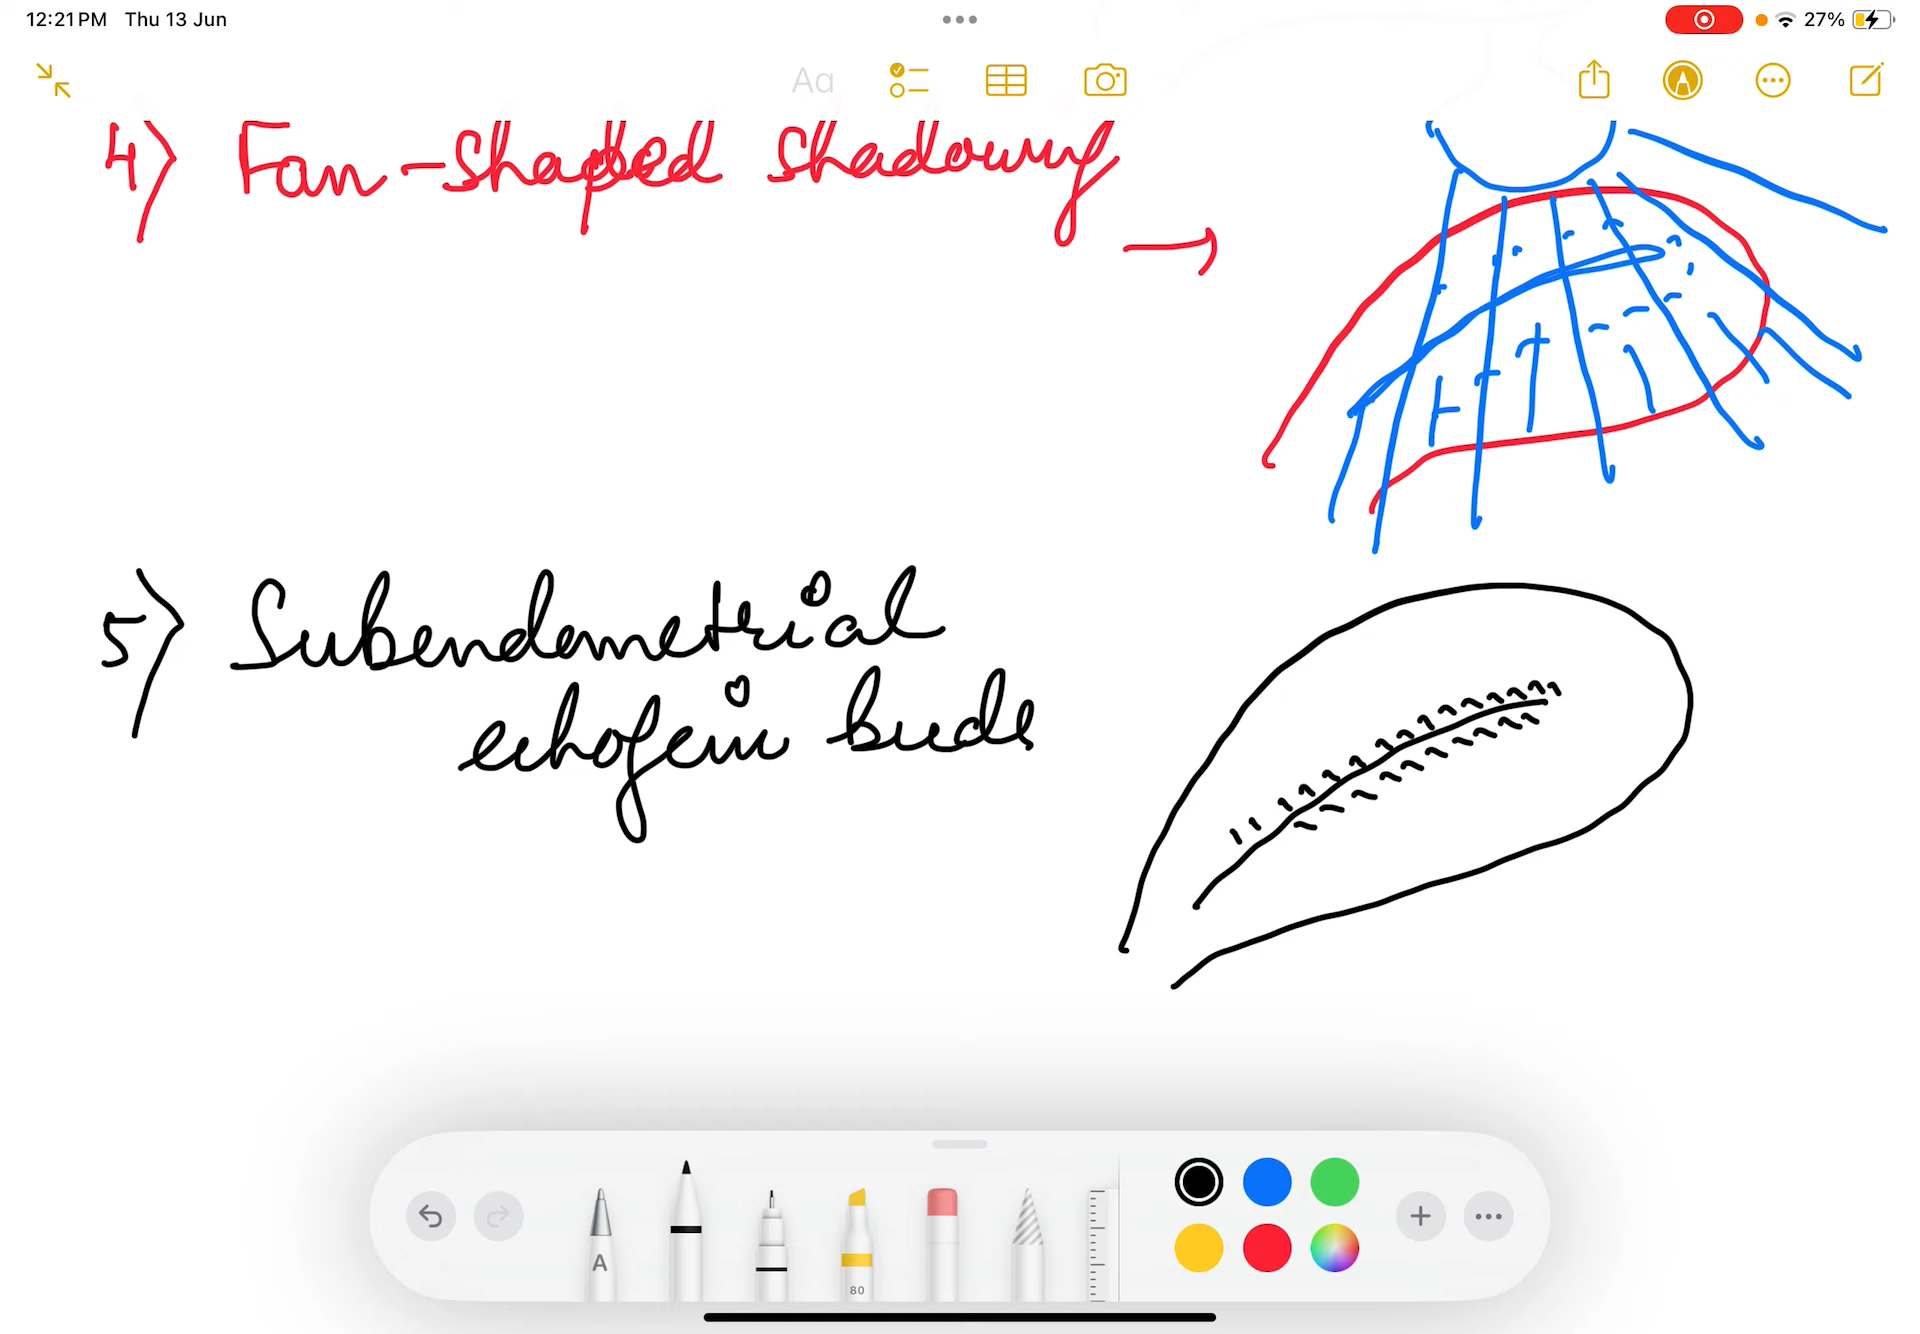 12:21 PM Thu 13 Jun
27%
Aa
4) Fan-shaped shadowing →
5) Subendometrial
echogenic buds
A
80